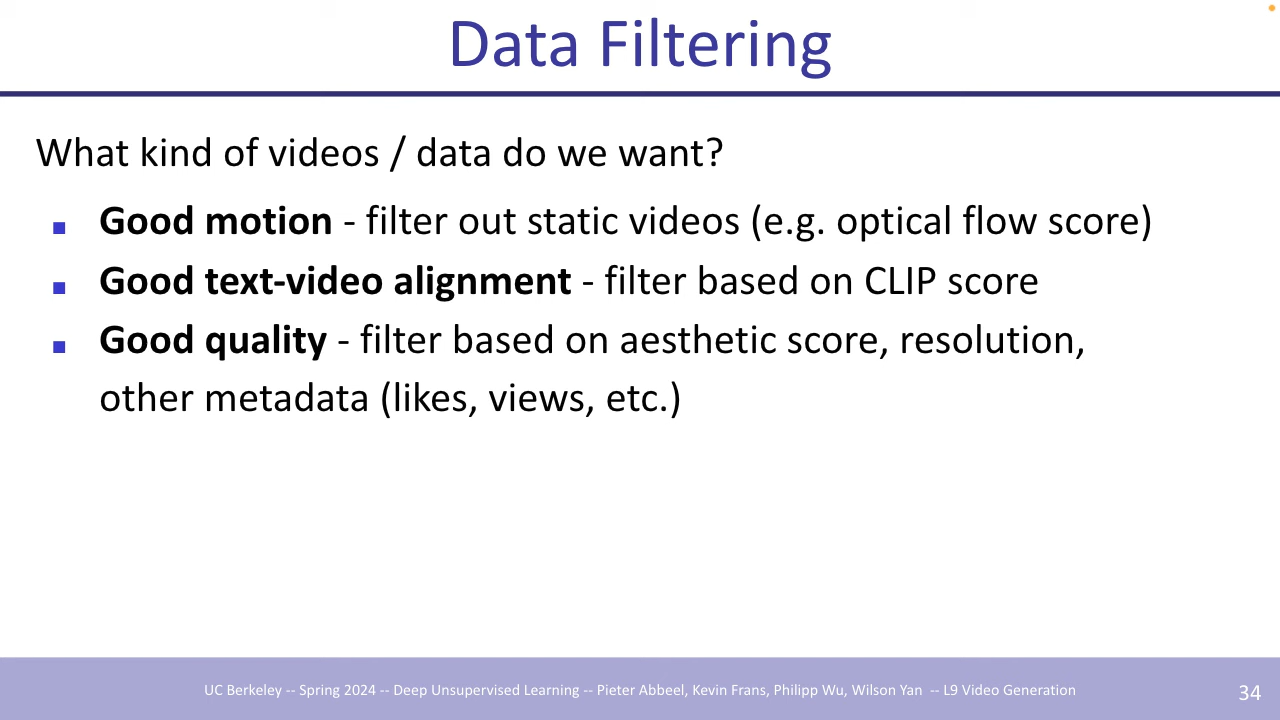 Data Filtering
What kind of videos / data do we want?
■ Good motion - filter out static videos (e.g. optical flow score)
■ Good text-video alignment - filter based on CLIP score
■ Good quality - filter based on aesthetic score, resolution,
other metadata (likes, views, etc.)
UC Berkeley -- Spring 2024 -- Deep Unsupervised Learning -- Pieter Abbeel, Kevin Frans, Philipp Wu, Wilson Yan -- L9 Video Generation
34